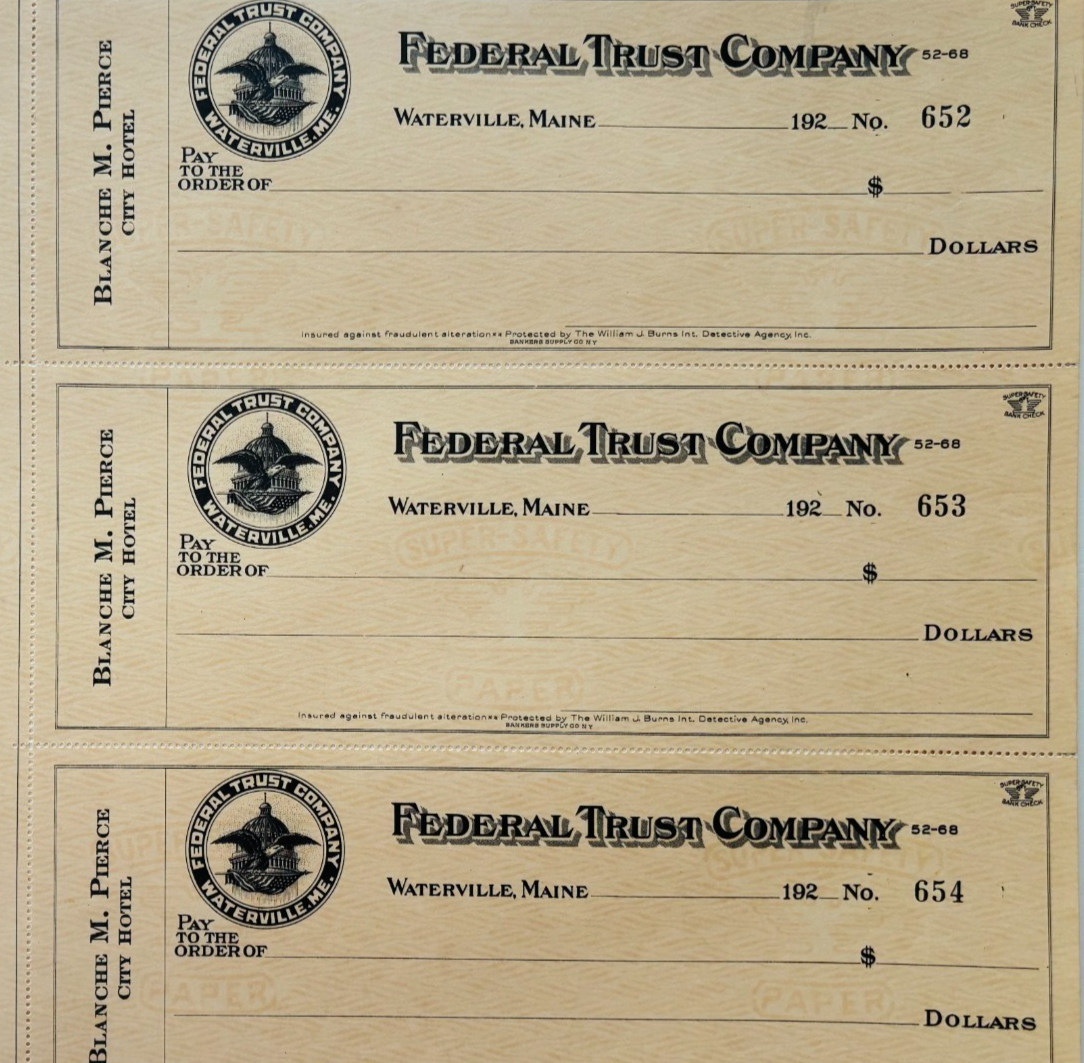 BLANCHE M. PIERCE
CITY HOTEL
FEDERAL TRUST COMPANY
WATERVILLE, ME.
SUPER-SAFETY
BANK CHECK
FEDERAL TRUST COMPANY 52-68
WATERVILLE, MAINE 192 No. 652
PAY
TO THE
ORDER OF $
SUPER-SAFETY SUPER-SAFETY
DOLLARS
Insured against fraudulent alteration ×× Protected by The William J. Burns Int. Detective Agency, Inc.
BANKERS SUPPLY CO NY
PAPER PAPER
BLANCHE M. PIERCE
CITY HOTEL
FEDERAL TRUST COMPANY
WATERVILLE, ME.
SUPER-SAFETY
BANK CHECK
FEDERAL TRUST COMPANY 52-68
WATERVILLE, MAINE 192 No. 653
SUPER-SAFETY
PAY
TO THE
ORDER OF $
DOLLARS
PAPER
Insured against fraudulent alteration ×× Protected by The William J. Burns Int. Detective Agency, Inc.
BANKERS SUPPLY CO NY
BLANCHE M. PIERCE
CITY HOTEL
FEDERAL TRUST COMPANY
WATERVILLE, ME.
SUPER-SAFETY
BANK CHECK
FEDERAL TRUST COMPANY 52-68
SUPER-SAFETY
WATERVILLE, MAINE 192 No. 654
PAY
TO THE
ORDER OF $
PAPER PAPER
DOLLARS